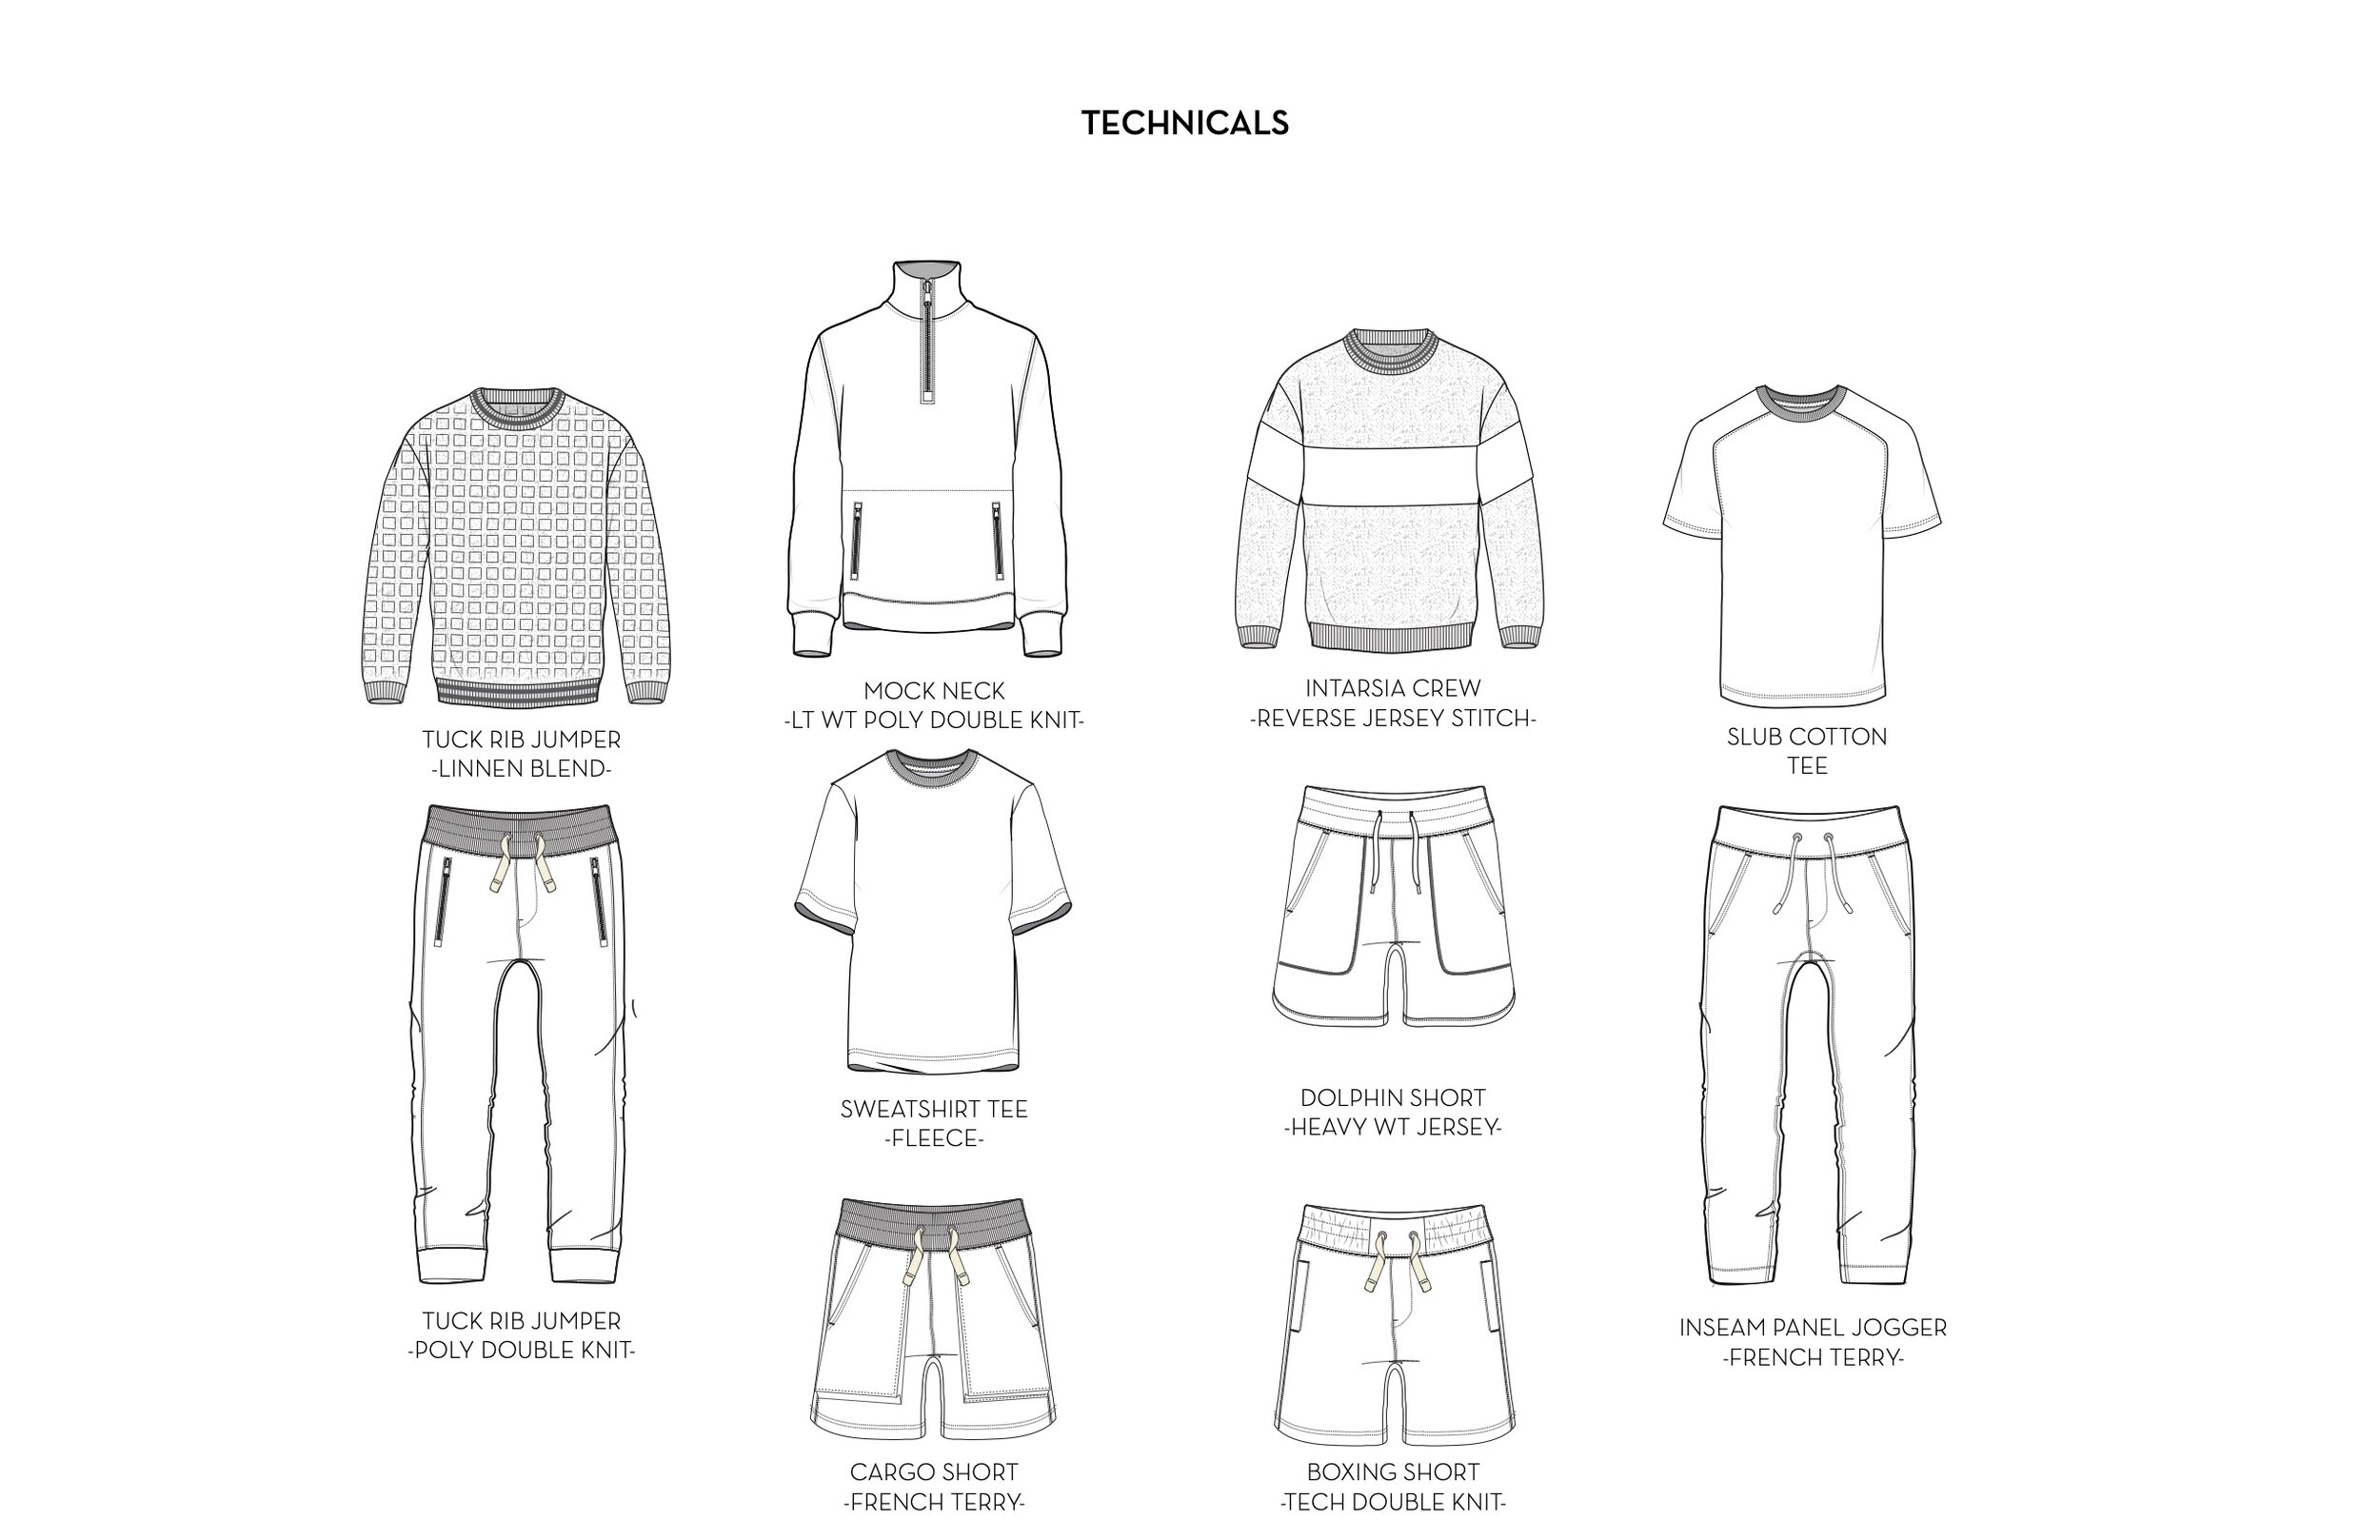 TECHNICALS
TUCK RIB JUMPER
-LINNEN BLEND-
MOCK NECK
-LT WT POLY DOUBLE KNIT-
INTARSIA CREW
-REVERSE JERSEY STITCH-
SLUB COTTON
TEE
TUCK RIB JUMPER
-POLY DOUBLE KNIT-
SWEATSHIRT TEE
-FLEECE-
DOLPHIN SHORT
-HEAVY WT JERSEY-
INSEAM PANEL JOGGER
-FRENCH TERRY-
CARGO SHORT
-FRENCH TERRY-
BOXING SHORT
-TECH DOUBLE KNIT-